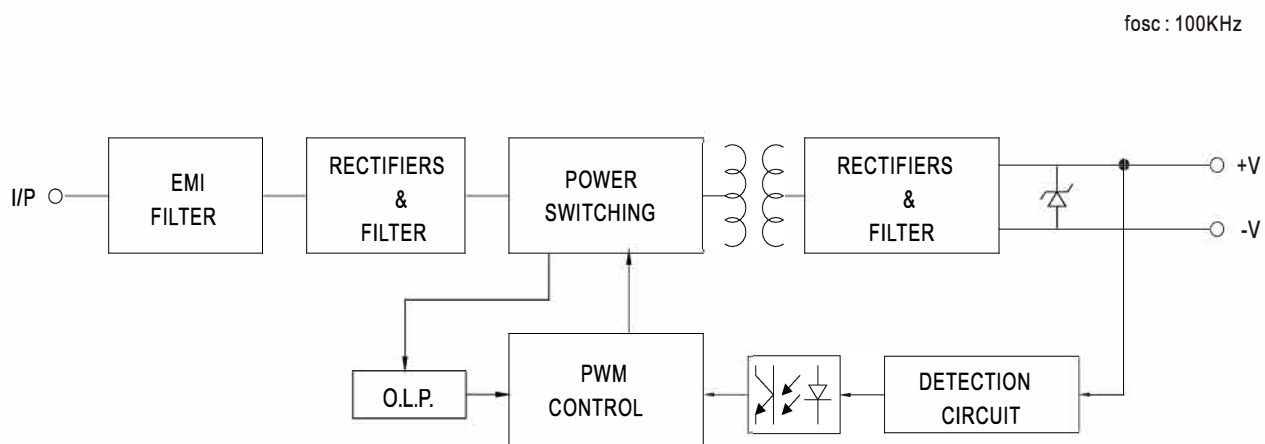 fosc : 100KHz
I/P
EMI
FILTER
RECTIFIERS
&
FILTER
POWER
SWITCHING
RECTIFIERS
&
FILTER
+V
-V
O.L.P.
PWM
CONTROL
DETECTION
CIRCUIT